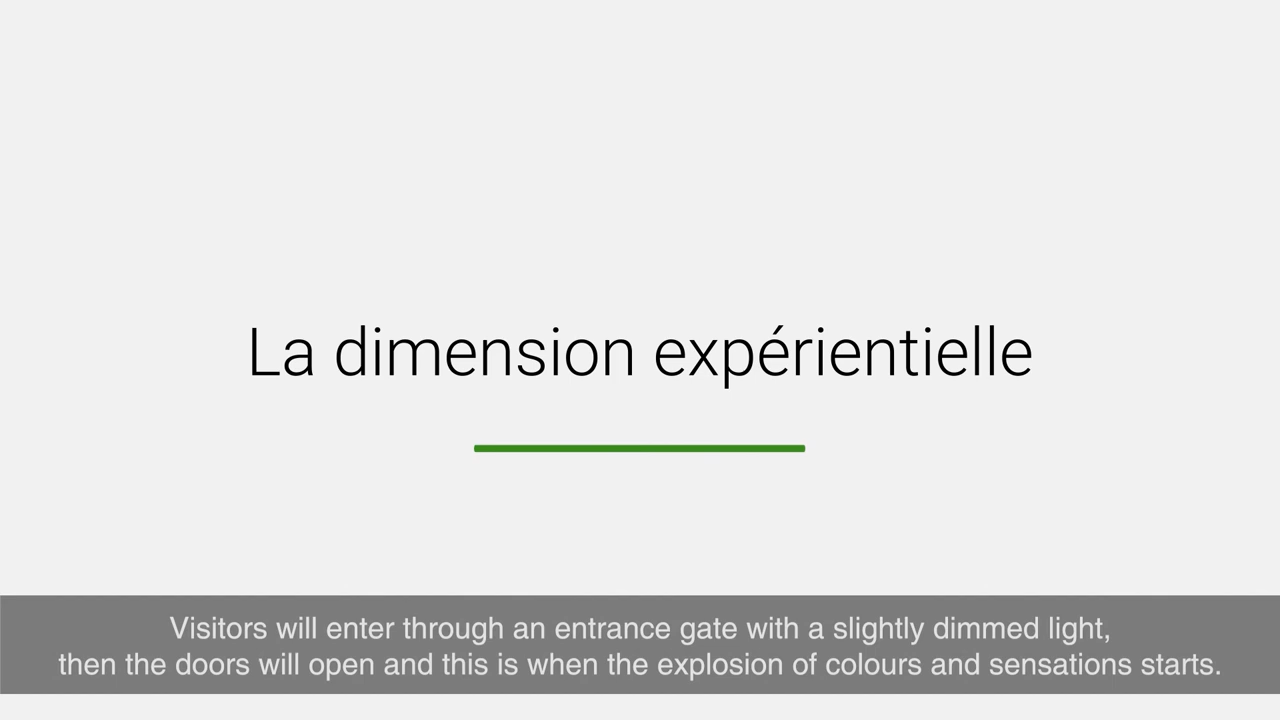 La dimension expérientielle
Visitors will enter through an entrance gate with a slightly dimmed light,
then the doors will open and this is when the explosion of colours and sensations starts.